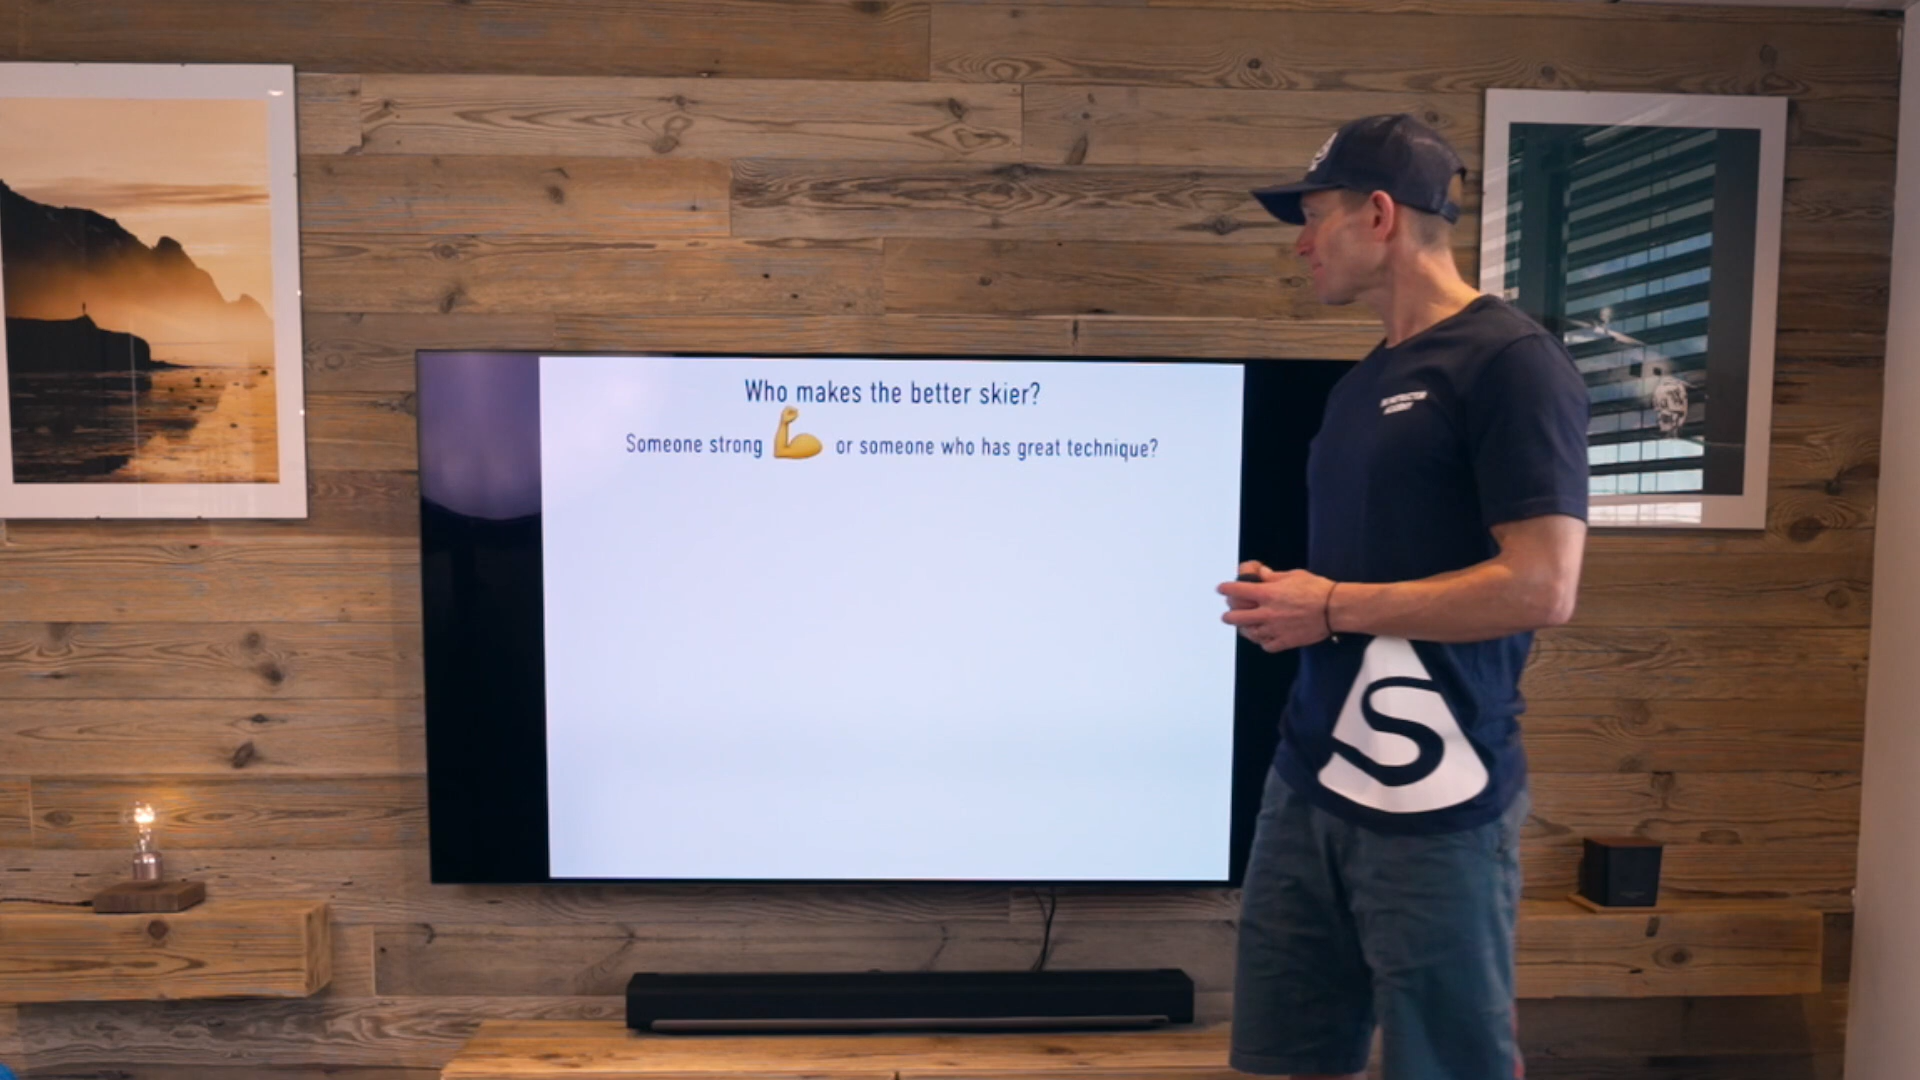 Who makes the better skier?
Someone strong 💪 or someone who has great technique?
S